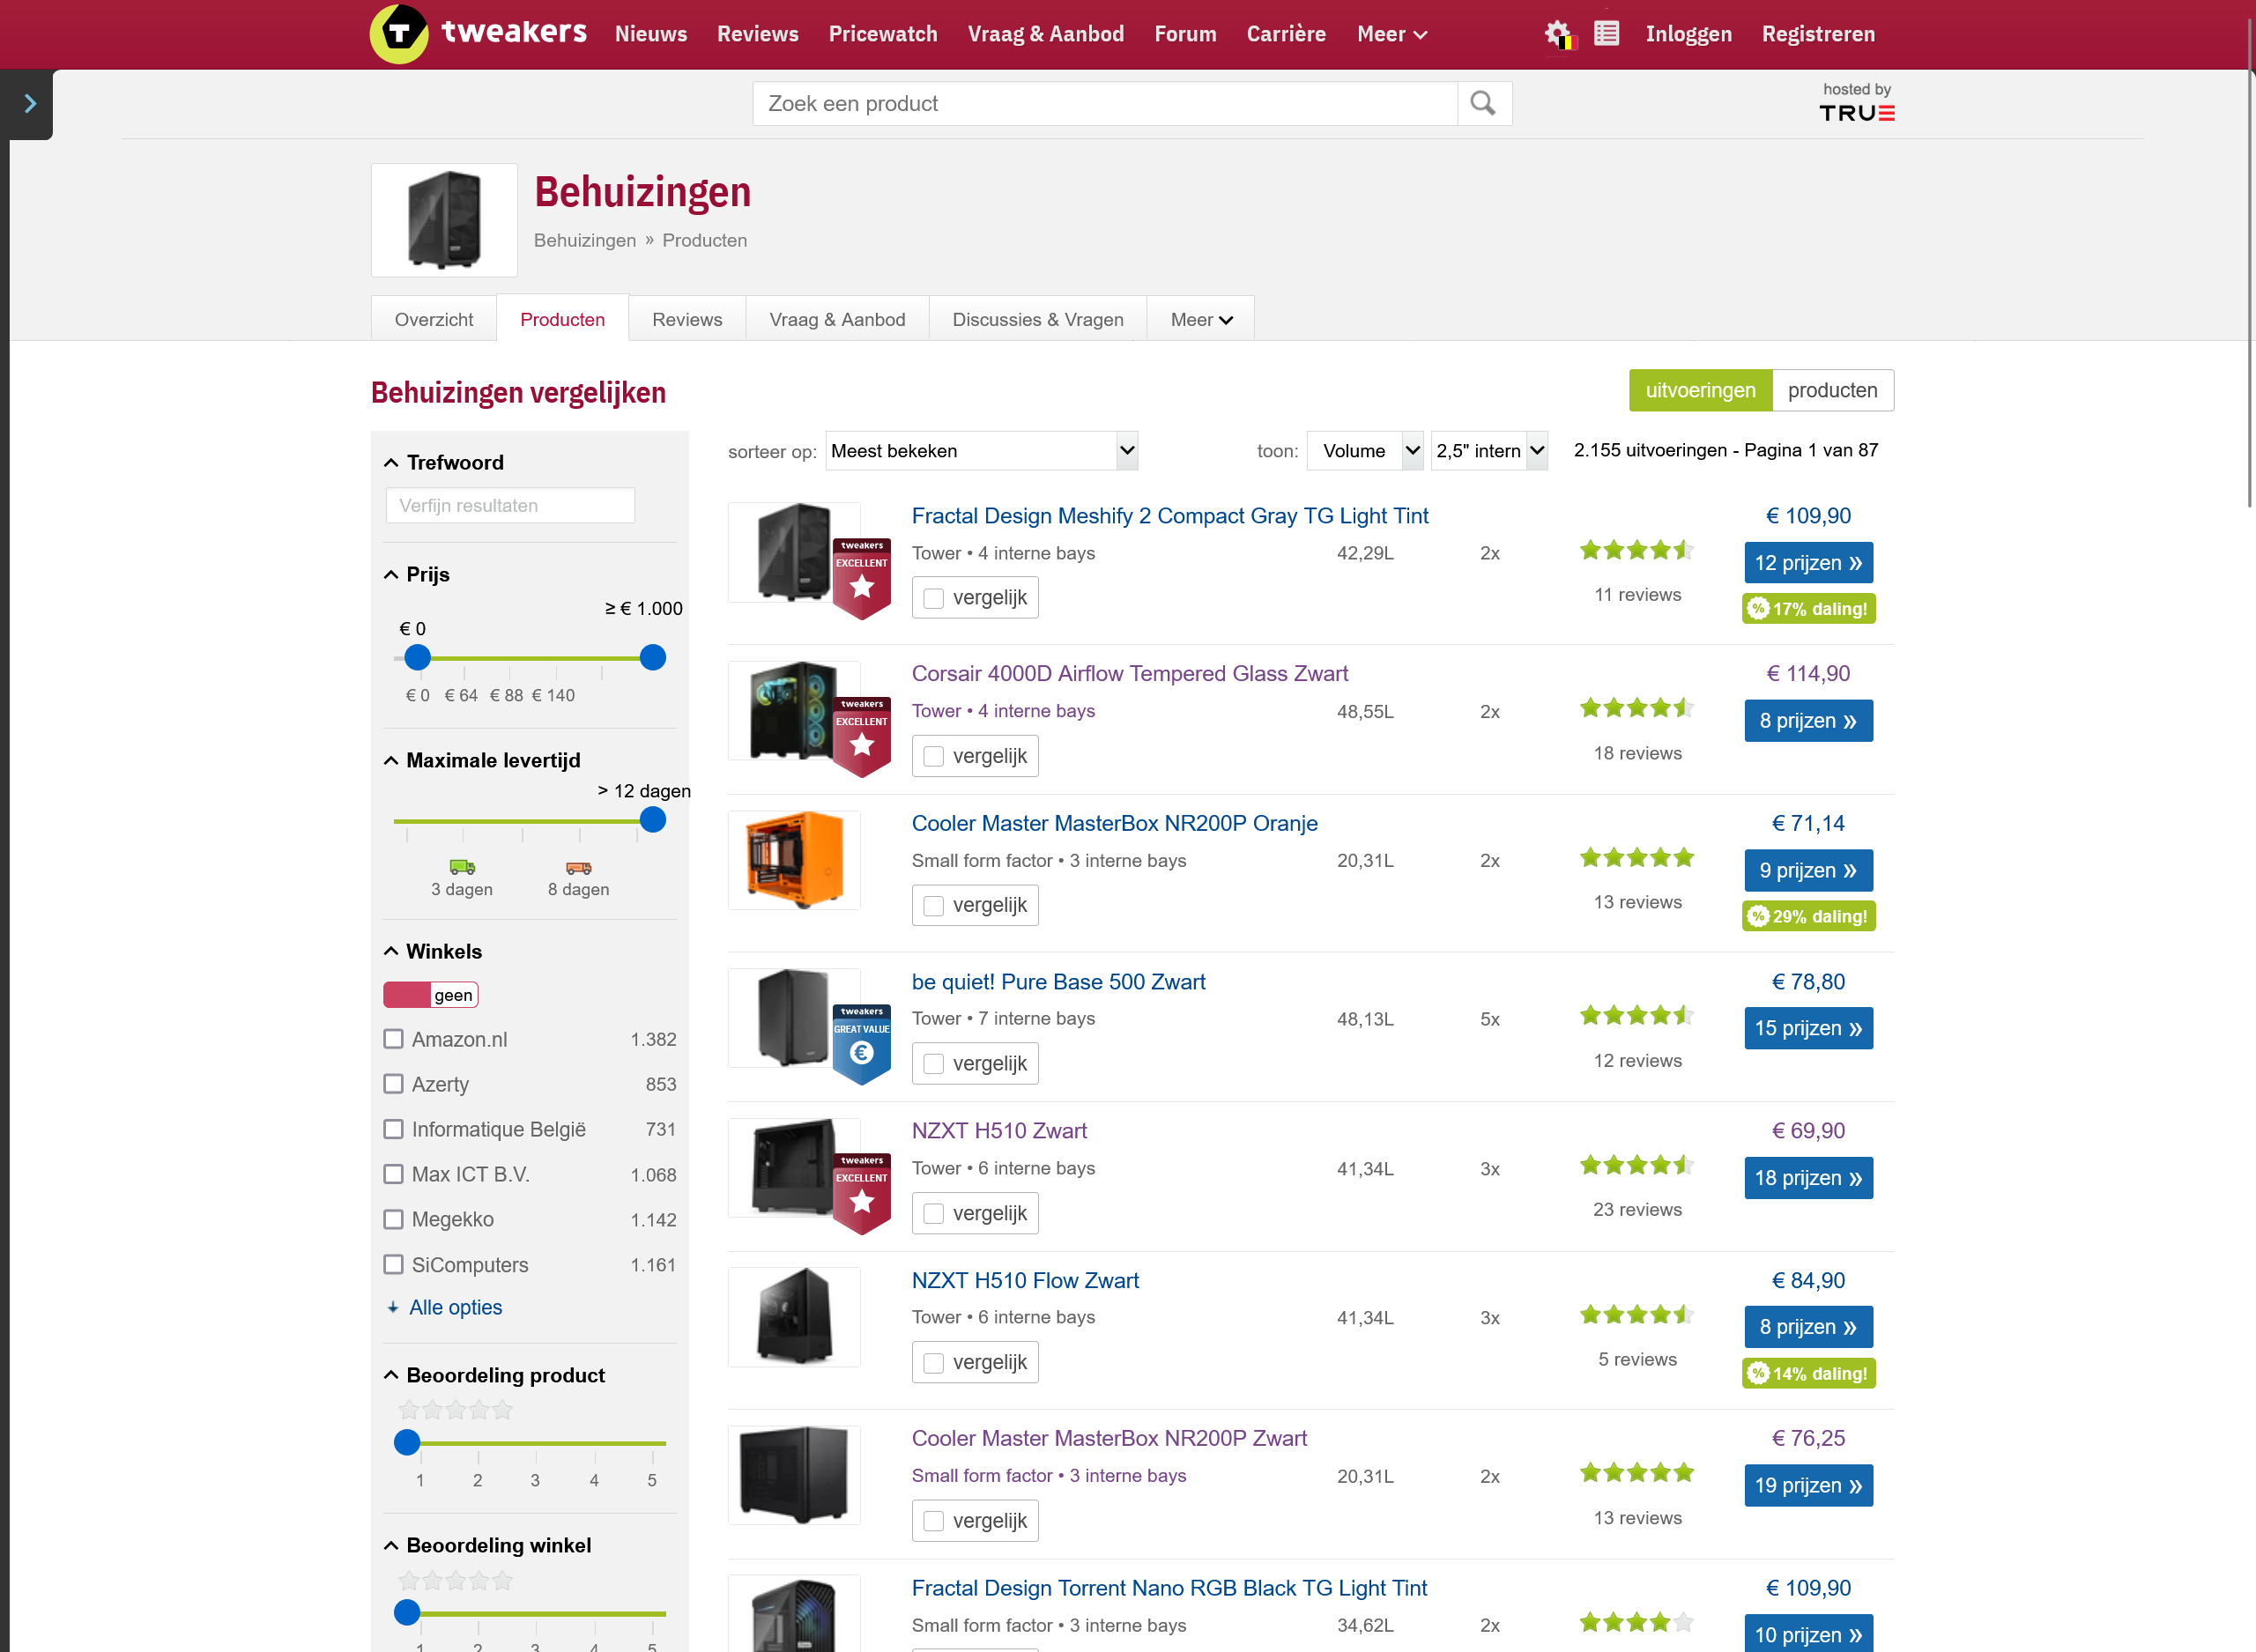 tweakers Nieuws Reviews Pricewatch Vraag & Aanbod Forum Carrière Meer Inloggen Registreren
Zoek een product
hosted by
TRUE
Behuizingen
Behuizingen » Producten
Overzicht Producten Reviews Vraag & Aanbod Discussies & Vragen Meer
Behuizingen vergelijken
uitvoeringen producten
sorteer op: Meest bekeken toon: Volume 2,5" intern 2.155 uitvoeringen - Pagina 1 van 87
Trefwoord
Verfijn resultaten
Prijs
≥ € 1.000
€ 0
€ 0 € 64 € 88 € 140
Maximale levertijd
> 12 dagen
3 dagen 8 dagen
Winkels
geen
Amazon.nl 1.382
Azerty 853
Informatique België 731
Max ICT B.V. 1.068
Megekko 1.142
SiComputers 1.161
Alle opties
Beoordeling product
1 2 3 4 5
Beoordeling winkel
1 2 3 4 5
Fractal Design Meshify 2 Compact Gray TG Light Tint € 109,90
tweakers
EXCELLENT
Tower • 4 interne bays 42,29L 2x
12 prijzen »
vergelijk 11 reviews
% 17% daling!
Corsair 4000D Airflow Tempered Glass Zwart € 114,90
tweakers
EXCELLENT
Tower • 4 interne bays 48,55L 2x
8 prijzen »
vergelijk 18 reviews
Cooler Master MasterBox NR200P Oranje € 71,14
Small form factor • 3 interne bays 20,31L 2x
9 prijzen »
vergelijk 13 reviews
% 29% daling!
be quiet! Pure Base 500 Zwart € 78,80
tweakers
GREAT VALUE
€
Tower • 7 interne bays 48,13L 5x
15 prijzen »
vergelijk 12 reviews
NZXT H510 Zwart € 69,90
tweakers
EXCELLENT
Tower • 6 interne bays 41,34L 3x
18 prijzen »
vergelijk 23 reviews
NZXT H510 Flow Zwart € 84,90
Tower • 6 interne bays 41,34L 3x
8 prijzen »
vergelijk 5 reviews
% 14% daling!
Cooler Master MasterBox NR200P Zwart € 76,25
Small form factor • 3 interne bays 20,31L 2x
19 prijzen »
vergelijk 13 reviews
Fractal Design Torrent Nano RGB Black TG Light Tint € 109,90
Small form factor • 3 interne bays 34,62L 2x
10 prijzen »